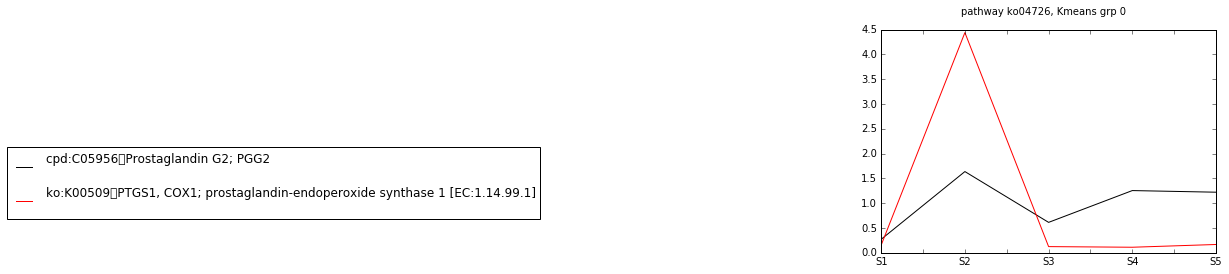 pathway ko04726, Kmeans grp 0
4.5
4.0
3.5
3.0
2.5
2.0
1.5
1.0
0.5
0.0
S1 S2 S3 S4 S5
cpd:C05956▯Prostaglandin G2; PGG2
ko:K00509▯PTGS1, COX1; prostaglandin-endoperoxide synthase 1 [EC:1.14.99.1]